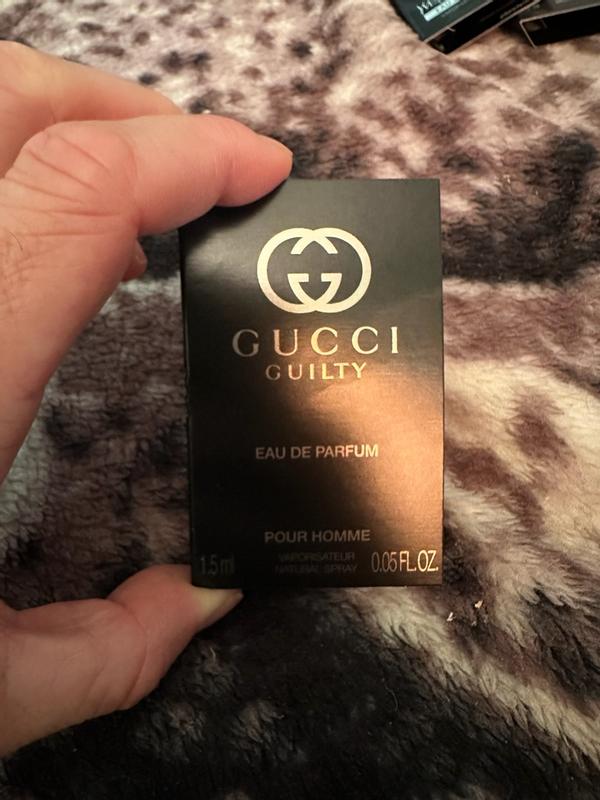 GUCCI
GUILTY
EAU DE PARFUM
POUR HOMME
1.5 ml
VAPORISATEUR
NATURAL SPRAY
0.05 FL.OZ.